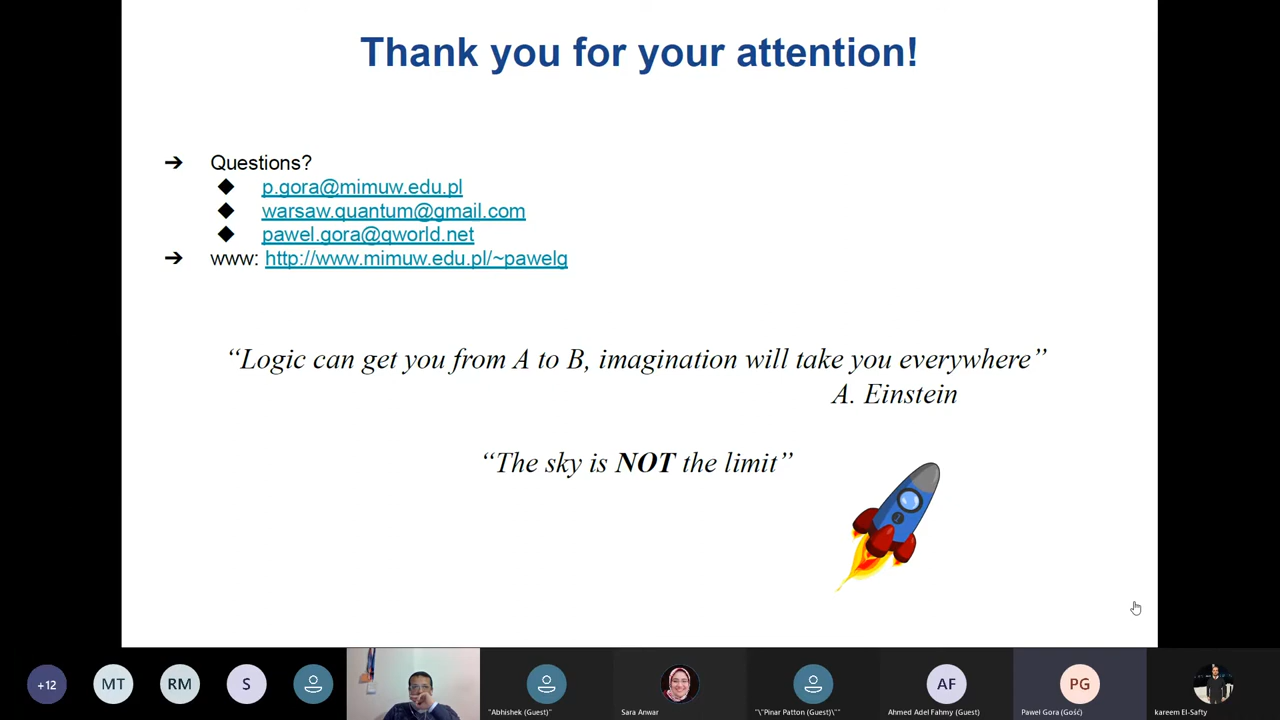 Thank you for your attention!
➔ Questions?
◆ p.gora@mimuw.edu.pl
◆ warsaw.quantum@gmail.com
◆ pawel.gora@qworld.net
➔ www: http://www.mimuw.edu.pl/~pawelg
“Logic can get you from A to B, imagination will take you everywhere”
A. Einstein
“The sky is NOT the limit”
+12
MT
RM
S
AF
PG
"Abhishek (Guest)"
Sara Anwar
"\"Pinar Patton (Guest)\""
Ahmed Adel Fahmy (Guest)
Pawel Gora (Gość)
kareem El-Safty